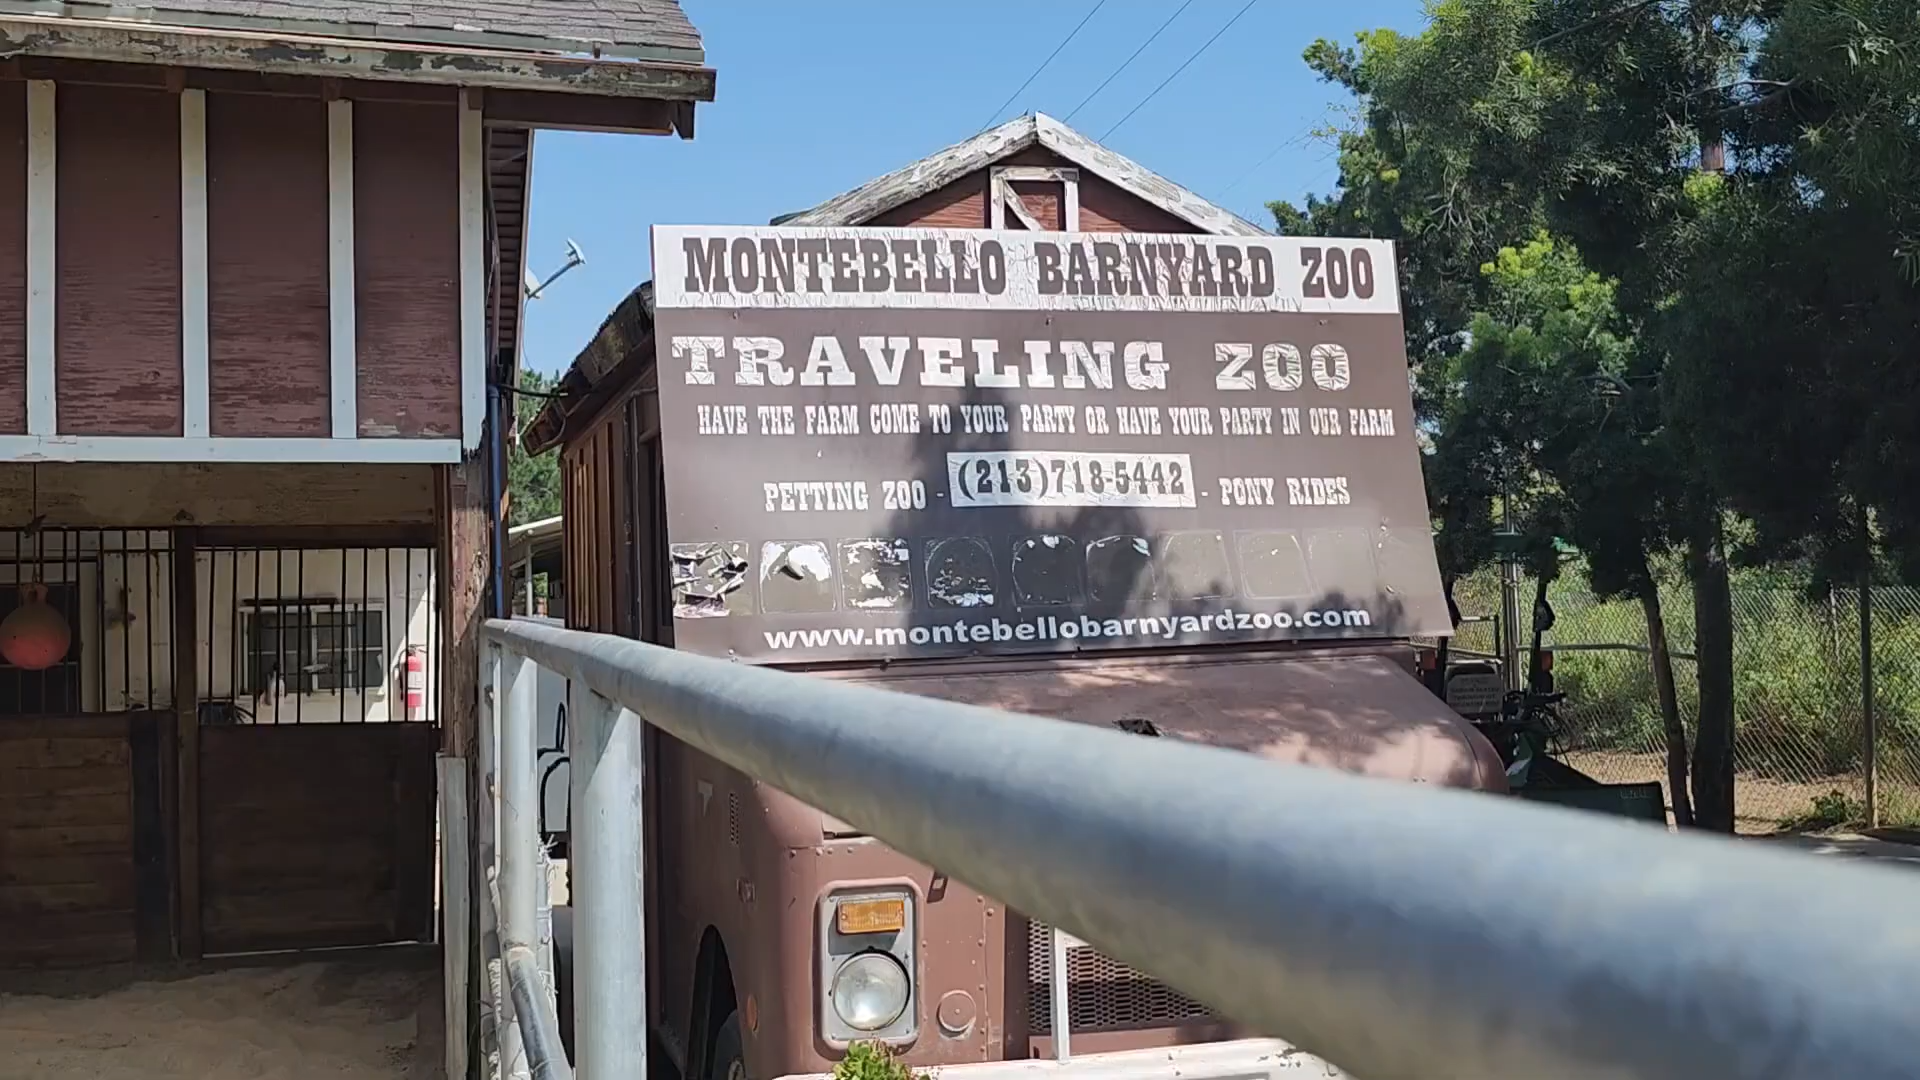 MONTEBELLO BARNYARD ZOO
TRAVELING ZOO
HAVE THE FARM COME TO YOUR PARTY OR HAVE YOUR PARTY IN OUR FARM
PETTING ZOO - (213)718-5442 - PONY RIDES
www.montebellobarnyardzoo.com